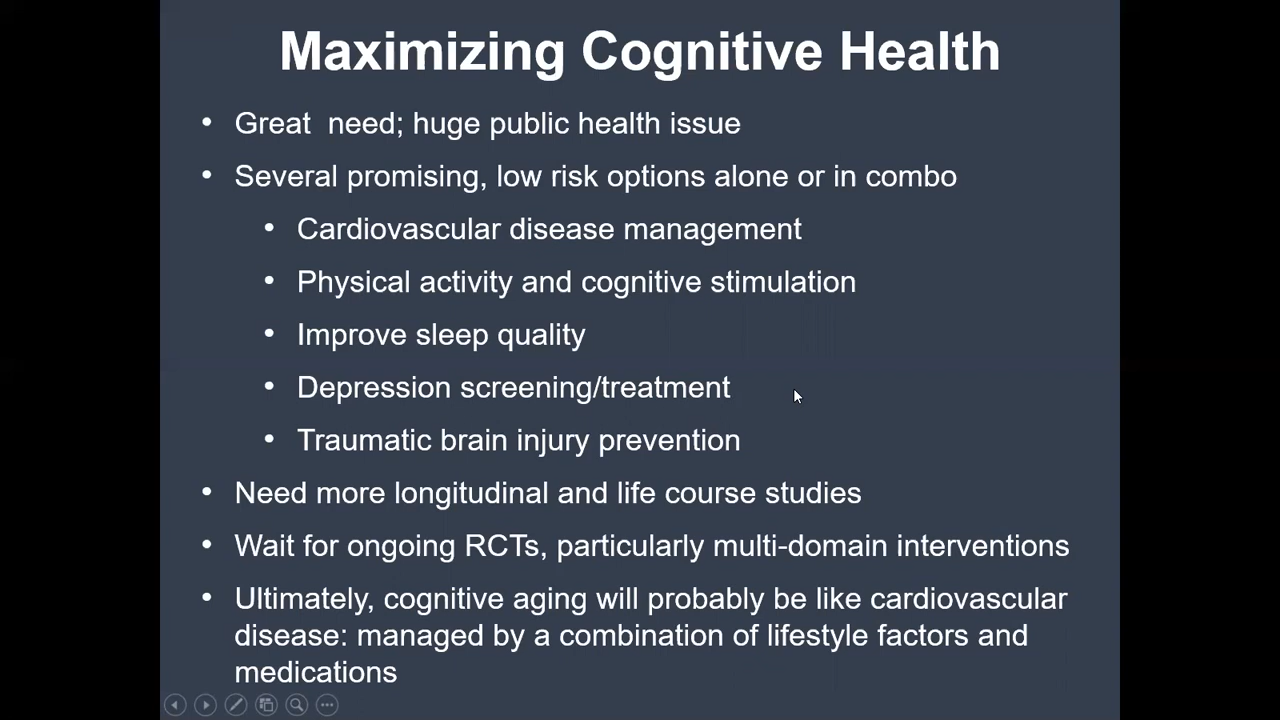 Maximizing Cognitive Health
• Great  need; huge public health issue
• Several promising, low risk options alone or in combo
• Cardiovascular disease management
• Physical activity and cognitive stimulation
• Improve sleep quality
• Depression screening/treatment
• Traumatic brain injury prevention
• Need more longitudinal and life course studies
• Wait for ongoing RCTs, particularly multi-domain interventions
• Ultimately, cognitive aging will probably be like cardiovascular
disease: managed by a combination of lifestyle factors and
medications